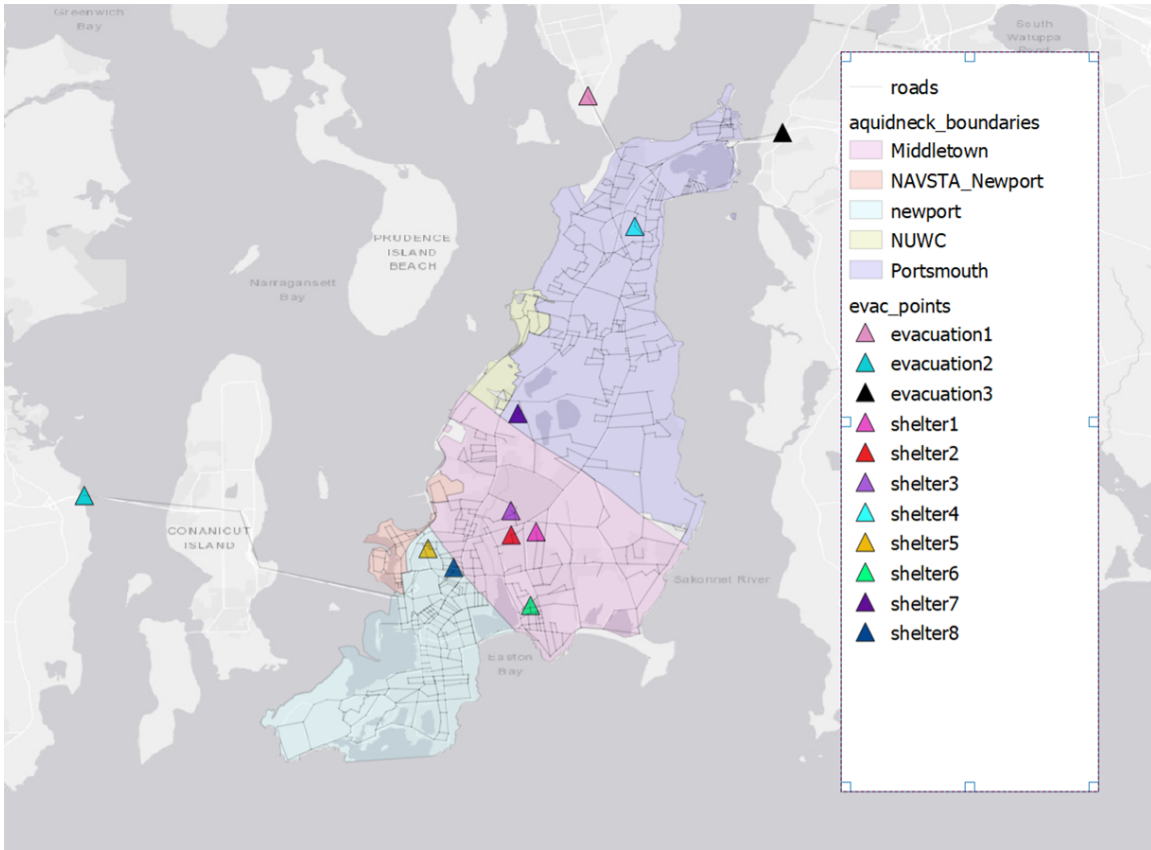 Greenwich
Bay
South
Watuppa
Pond
PRUDENCE
ISLAND
BEACH
Narragansett
Bay
CONANICUT
ISLAND
Sakonnet River
Easton
Bay
roads
aquidneck_boundaries
Middletown
NAVSTA_Newport
newport
NUWC
Portsmouth
evac_points
evacuation1
evacuation2
evacuation3
shelter1
shelter2
shelter3
shelter4
shelter5
shelter6
shelter7
shelter8